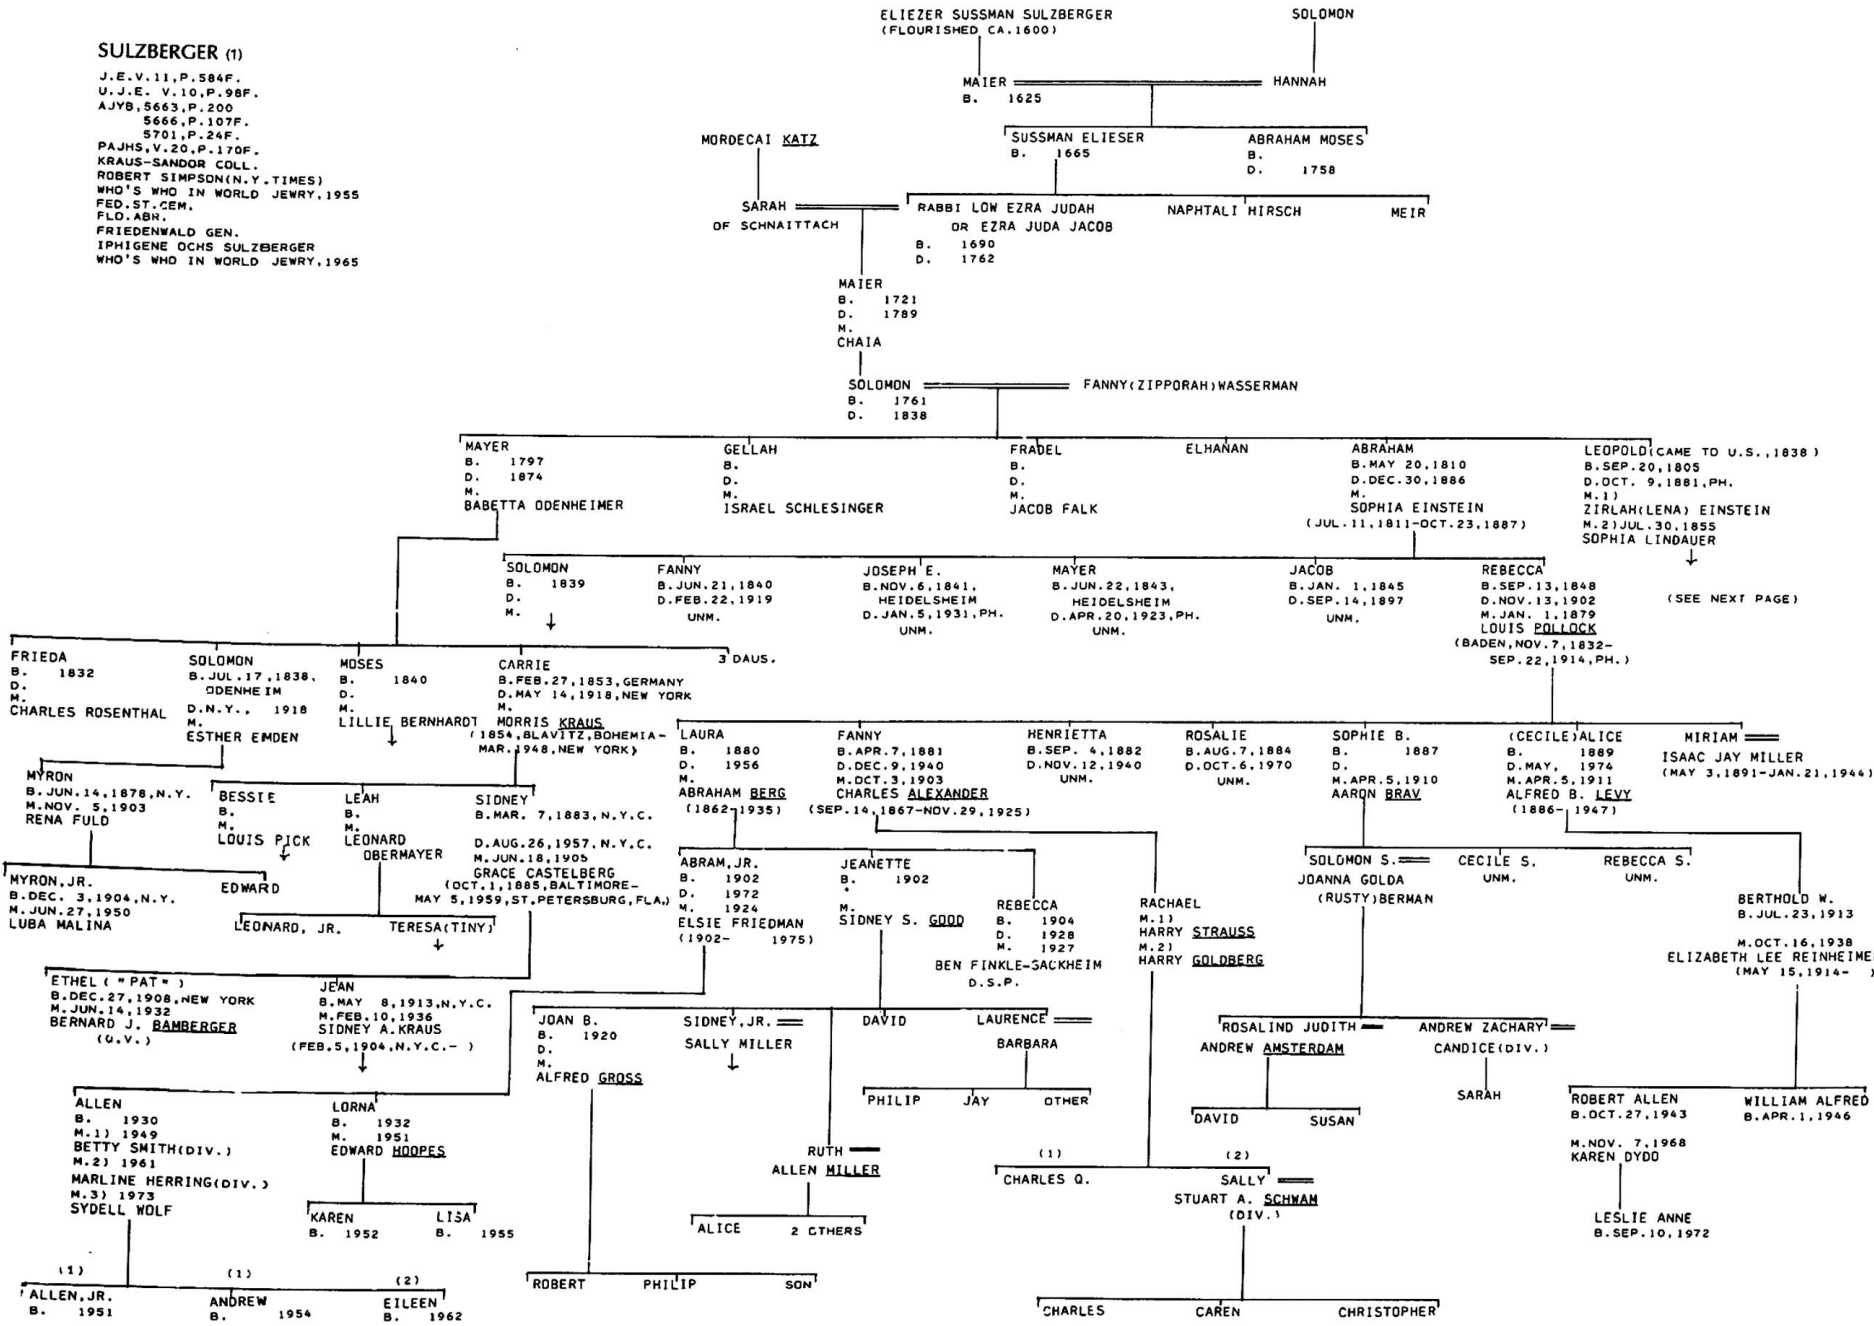 SULZBERGER (1)
J.E.V.11,P.584F.
U.J.E. V.10,P.98F.
AJYB,5663,P.200
5666,P.107F.
5701,P.24F.
PAJHS,V.20,P.170F.
KRAUS-SANDOR COLL.
ROBERT SIMPSON(N.Y.TIMES)
WHO'S WHO IN WORLD JEWRY,1955
FED.ST.CEM.
FLO.ABR.
FRIEDENWALD GEN.
IPHIGENE OCHS SULZBERGER
WHO'S WHO IN WORLD JEWRY,1965
ELIEZER SUSSMAN SULZBERGER
(FLOURISHED CA.1600)
SOLOMON
MAIER
B. 1625
HANNAH
SUSSMAN ELIESER
B. 1665
ABRAHAM MOSES
B.
D. 1758
MORDECAI KATZ
SARAH
OF SCHNAITTACH
RABBI LOW EZRA JUDAH
OR EZRA JUDA JACOB
B. 1690
D. 1762
NAPHTALI HIRSCH
MEIR
MAIER
B. 1721
D. 1789
M.
CHAIA
SOLOMON
B. 1761
D. 1838
FANNY(ZIPPORAH)WASSERMAN
MAYER
B. 1797
D. 1874
M.
BABETTA ODENHEIMER
GELLAH
B.
D.
M.
ISRAEL SCHLESINGER
FRADEL
B.
D.
M.
JACOB FALK
ELHANAN
ABRAHAM
B.MAY 20,1810
D.DEC.30,1886
M.
SOPHIA EINSTEIN
(JUL.11,1811-OCT.23,1887)
LEOPOLD(CAME TO U.S.,1838)
B.SEP.20,1805
D.OCT. 9,1881,PH.
M.1)
ZIRLAH(LENA) EINSTEIN
M.2)JUL.30,1855
SOPHIA LINDAUER
(SEE NEXT PAGE)
SOLOMON
B. 1839
D.
M.
FANNY
B.JUN.21,1840
D.FEB.22,1919
UNM.
JOSEPH E.
B.NOV.6,1841,
HEIDELSHEIM
D.JAN.5,1931,PH.
UNM.
MAYER
B.JUN.22,1843,
HEIDELSHEIM
D.APR.20,1923,PH.
UNM.
JACOB
B.JAN. 1,1845
D.SEP.14,1897
UNM.
REBECCA
B.SEP.13,1848
D.NOV.13,1902
M.JAN. 1,1879
LOUIS POLLOCK
(BADEN,NOV.7,1832-
SEP.22,1914,PH.)
FRIEDA
B. 1832
D.
M.
CHARLES ROSENTHAL
SOLOMON
B.JUL.17,1838,
ODENHEIM
D.N.Y., 1918
M.
ESTHER EMDEN
MOSES
B. 1840
D.
M.
LILLIE BERNHARDT
CARRIE
B.FEB.27,1853,GERMANY
D.MAY 14,1918,NEW YORK
M.
MORRIS KRAUS
(1854,BLAVITZ,BOHEMIA-
MAR.1948,NEW YORK)
3 DAUS.
LAURA
B. 1880
D. 1956
M.
ABRAHAM BERG
(1862-1935)
FANNY
B.APR.7,1881
D.DEC.9,1940
M.OCT.3,1903
CHARLES ALEXANDER
(SEP.14,1867-NOV.29,1925)
HENRIETTA
B.SEP. 4,1882
D.NOV.12,1940
UNM.
ROSALIE
B.AUG.7,1884
D.OCT.6,1970
UNM.
SOPHIE B.
B. 1887
D.
M.APR.5,1910
AARON BRAV
(CECILE)ALICE
B. 1889
D.MAY, 1974
M.APR.5,1911
ALFRED B. LEVY
(1886- 1947)
MIRIAM
ISAAC JAY MILLER
(MAY 3,1891-JAN.21,1944)
MYRON
B.JUN.14,1878,N.Y.
M.NOV. 5,1903
RENA FULD
BESSIE
B.
M.
LOUIS PICK
LEAH
B.
M.
LEONARD
OBERMAYER
SIDNEY
B.MAR. 7,1883,N.Y.C.
D.AUG.26,1957,N.Y.C.
M.JUN.18,1905
GRACE CASTELBERG
(OCT.1,1885,BALTIMORE-
MAY 5,1959,ST.PETERSBURG,FLA.)
MYRON,JR.
B.DEC. 3,1904,N.Y.
M.JUN.27,1950
LUBA MALINA
EDWARD
LEONARD, JR.
TERESA(TINY)
ABRAM,JR.
B. 1902
D. 1972
M. 1924
ELSIE FRIEDMAN
(1902- 1975)
JEANETTE
B. 1902
M.
SIDNEY S. GOOD
REBECCA
B. 1904
D. 1928
M. 1927
BEN FINKLE-SACKHEIM
D.S.P.
RACHAEL
M.1)
HARRY STRAUSS
M.2)
HARRY GOLDBERG
SOLOMON S.
JOANNA GOLDA
(RUSTY)BERMAN
CECILE S.
UNM.
REBECCA S.
UNM.
BERTHOLD W.
B.JUL.23,1913
M.OCT.16,1938
ELIZABETH LEE REINHEIME
(MAY 15,1914- )
ETHEL ("PAT")
B.DEC.27,1908,NEW YORK
M.JUN.14,1932
BERNARD J. BAMBERGER
(Q.V.)
JEAN
B.MAY 8,1913,N.Y.C.
M.FEB.10,1936
SIDNEY A.KRAUS
(FEB.5,1904,N.Y.C.- )
JOAN B.
B. 1920
D.
M.
ALFRED GROSS
SIDNEY,JR.
SALLY MILLER
DAVID
LAURENCE
BARBARA
PHILIP
JAY
OTHER
ROSALIND JUDITH
ANDREW AMSTERDAM
ANDREW ZACHARY
CANDICE(DIV.)
SARAH
DAVID
SUSAN
ROBERT ALLEN
B.OCT.27,1943
M.NOV. 7,1968
KAREN DYDO
WILLIAM ALFRED
B.APR.1,1946
LESLIE ANNE
B.SEP.10,1972
ALLEN
B. 1930
M.1) 1949
BETTY SMITH(DIV.)
M.2) 1961
MARLINE HERRING(DIV.)
M.3) 1973
SYDELL WOLF
LORNA
B. 1932
M. 1951
EDWARD HOOPES
KAREN
B. 1952
LISA
B. 1955
RUTH
ALLEN MILLER
ALICE
2 OTHERS
(1)
CHARLES Q.
(2)
SALLY
STUART A. SCHWAM
(DIV.)
(1)
ALLEN,JR.
B. 1951
(1)
ANDREW
B. 1954
(2)
EILEEN
B. 1962
ROBERT
PHILIP
SON
CHARLES
CAREN
CHRISTOPHER